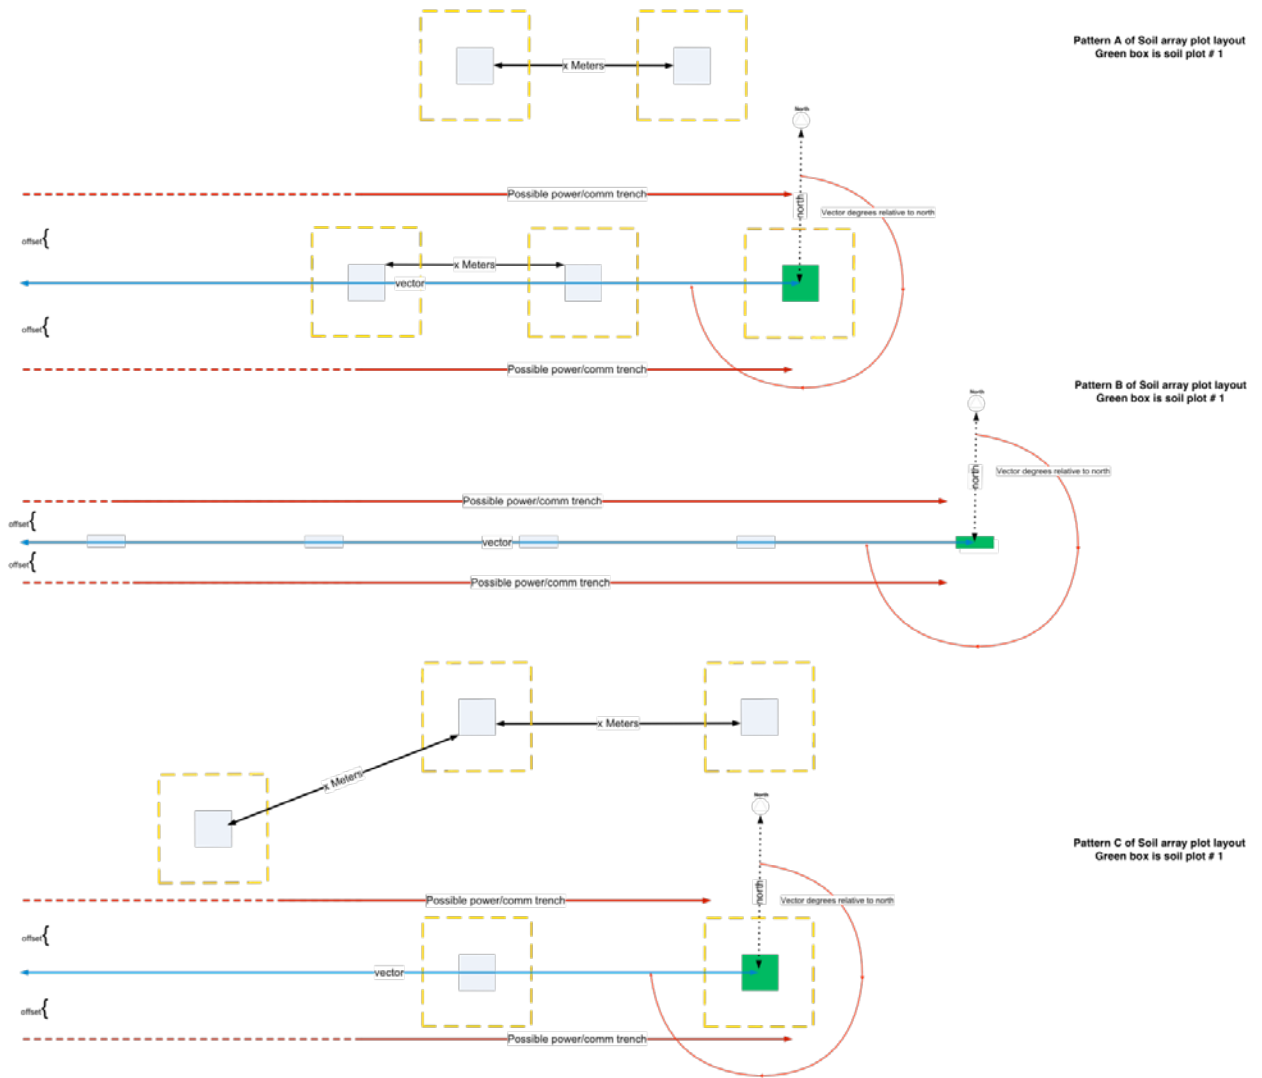 Pattern A of Soil array plot layout
Green box is soil plot # 1
x Meters
North
Possible power/comm trench
north
Vector degrees relative to north
offset{
x Meters
vector
offset{
Possible power/comm trench
Pattern B of Soil array plot layout
Green box is soil plot # 1
North
north
Vector degrees relative to north
Possible power/comm trench
offset{
vector
offset{
Possible power/comm trench
x Meters
x Meters
North
Pattern C of Soil array plot layout
Green box is soil plot # 1
north
Vector degrees relative to north
Possible power/comm trench
offset{
vector
offset{
Possible power/comm trench